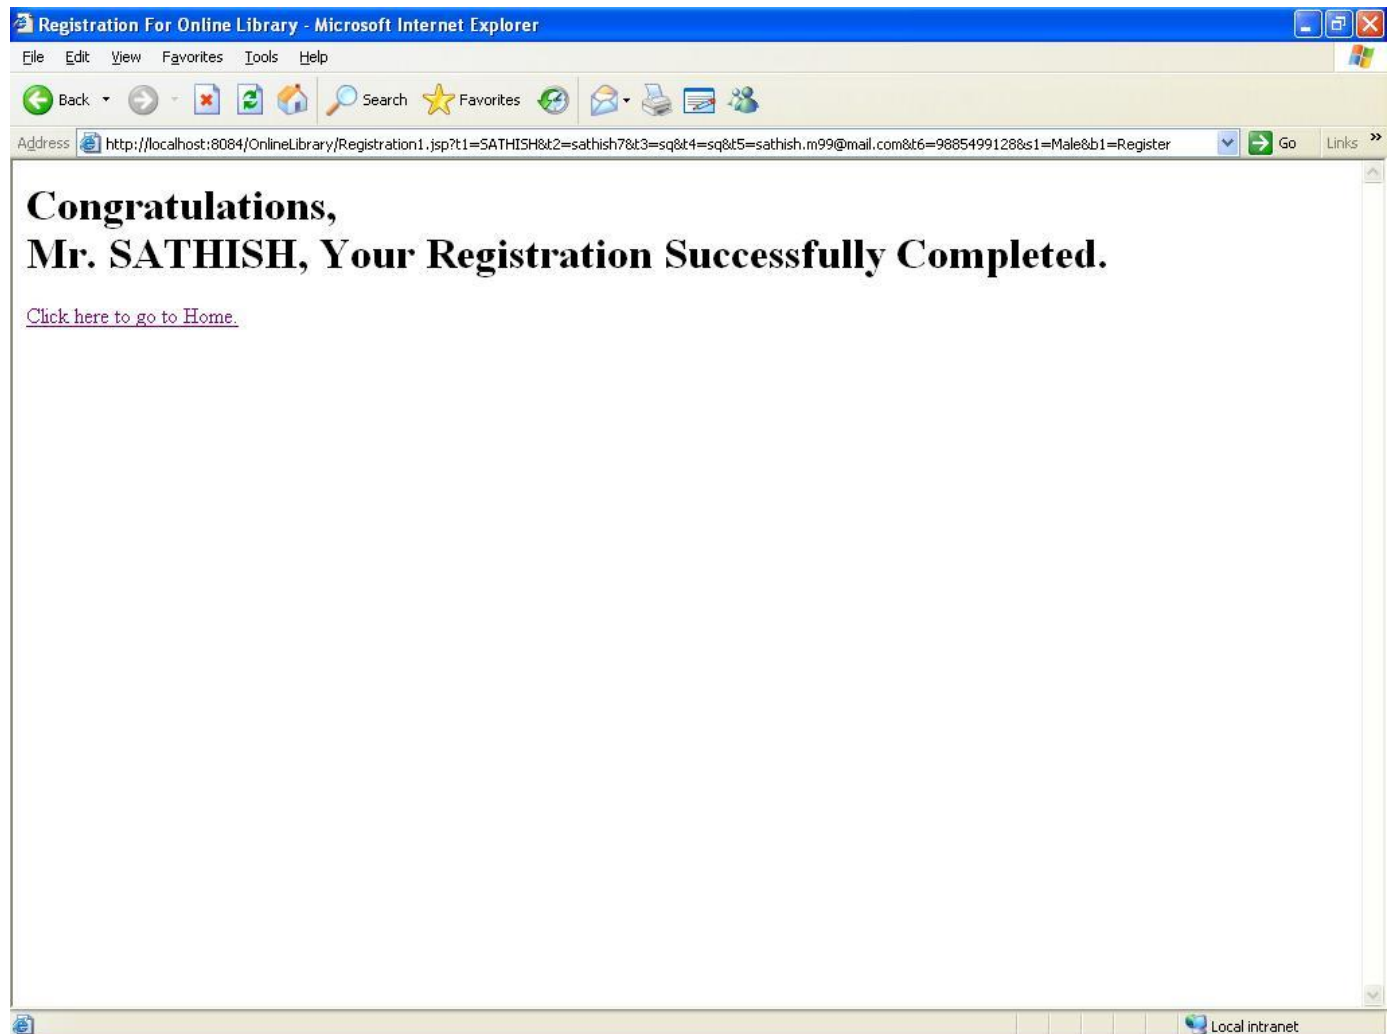 Registration For Online Library - Microsoft Internet Explorer
File Edit View Favorites Tools Help
Back Search Favorites
Address http://localhost:8084/OnlineLibrary/Registration1.jsp?t1=SATHISH&t2=sathish7&t3=sq&t4=sq&t5=sathish.m99@mail.com&t6=9885499128&s1=Male&b1=Register Go Links »
Congratulations,
Mr. SATHISH, Your Registration Successfully Completed.
Click here to go to Home.
Local intranet